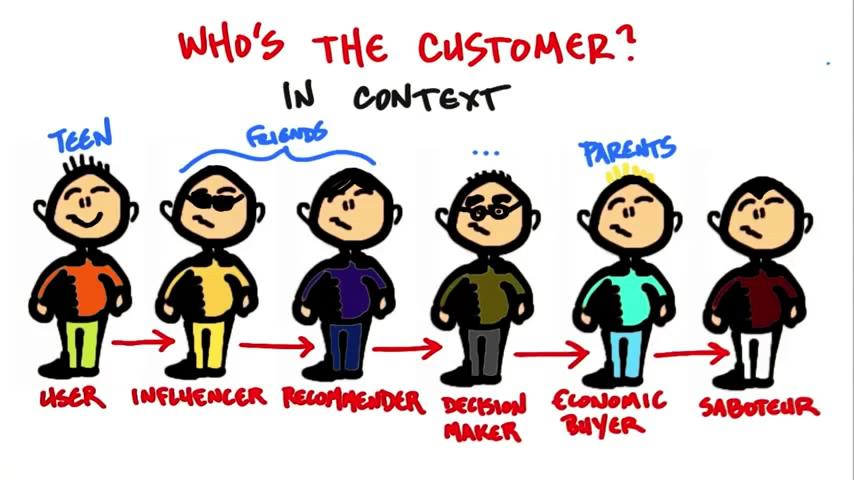 WHO'S THE CUSTOMER?
IN CONTEXT
TEEN
FRIENDS
...
PARENTS
USER
INFLUENCER
RECOMMENDER
DECISION
MAKER
ECONOMIC
BUYER
SABOTEUR